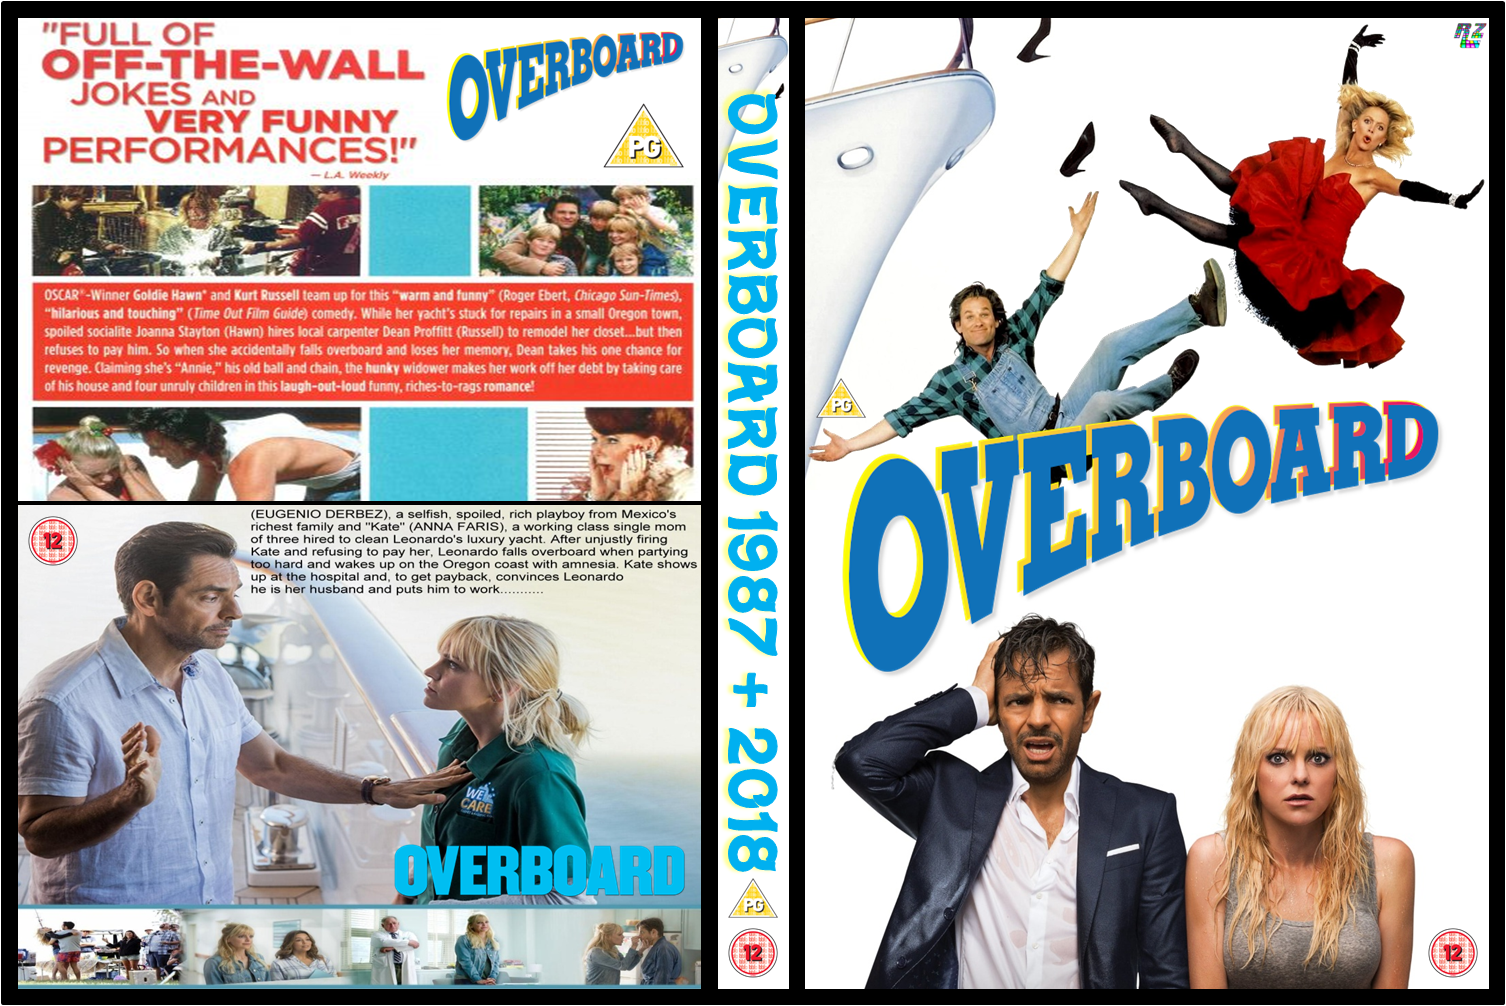 "FULL OF
OFF-THE-WALL
JOKES AND
VERY FUNNY
PERFORMANCES!"
— L.A. Weekly
OVERBOARD
PG
OSCAR®-Winner Goldie Hawn* and Kurt Russell team up for this "warm and funny" (Roger Ebert, Chicago Sun-Times),
"hilarious and touching" (Time Out Film Guide) comedy. While her yacht's stuck for repairs in a small Oregon town,
spoiled socialite Joanna Stayton (Hawn) hires local carpenter Dean Proffitt (Russell) to remodel her closet...but then
refuses to pay him. So when she accidentally falls overboard and loses her memory, Dean takes his one chance for
revenge. Claiming she's "Annie," his old ball and chain, the hunky widower makes her work off her debt by taking care
of his house and four unruly children in this laugh-out-loud funny, riches-to-rags romance!
12
(EUGENIO DERBEZ), a selfish, spoiled, rich playboy from Mexico's
richest family and "Kate" (ANNA FARIS), a working class single mom
of three hired to clean Leonardo's luxury yacht. After unjustly firing
Kate and refusing to pay her, Leonardo falls overboard when partying
too hard and wakes up on the Oregon coast with amnesia. Kate shows
up at the hospital and, to get payback, convinces Leonardo
he is her husband and puts him to work...........
WE
CARE
OVERBOARD
OVERBOARD 1987 + 2018
PG
12
RZ
PG
OVERBOARD
12